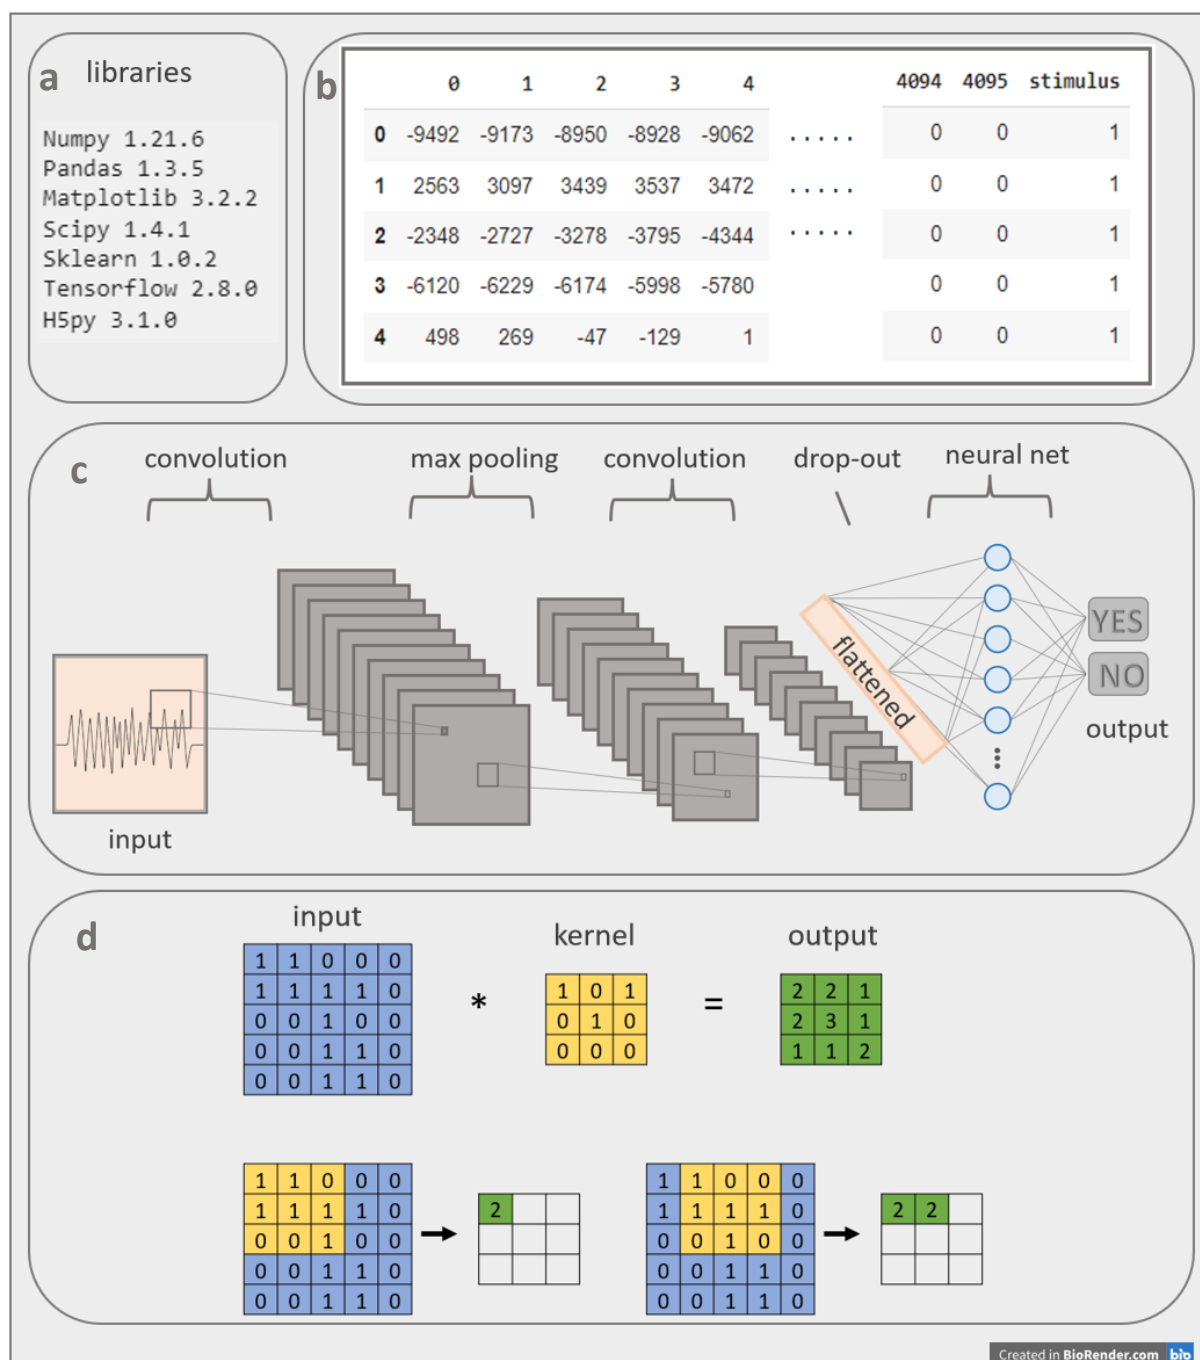 a libraries
Numpy 1.21.6
Pandas 1.3.5
Matplotlib 3.2.2
Scipy 1.4.1
Sklearn 1.0.2
Tensorflow 2.8.0
H5py 3.1.0
b
0 1 2 3 4 4094 4095 stimulus
0 -9492 -9173 -8950 -8928 -9062 ..... 0 0 1
1 2563 3097 3439 3537 3472 ..... 0 0 1
2 -2348 -2727 -3278 -3795 -4344 ..... 0 0 1
3 -6120 -6229 -6174 -5998 -5780 0 0 1
4 498 269 -47 -129 1 0 0 1
c
convolution max pooling convolution drop-out neural net
flattened
YES
NO
output
input
d
input
1 1 0 0 0
1 1 1 1 0
0 0 1 0 0
0 0 1 1 0
0 0 1 1 0
*
kernel
1 0 1
0 1 0
0 0 0
=
output
2 2 1
2 3 1
1 1 2
1 1 0 0 0
1 1 1 1 0
0 0 1 0 0
0 0 1 1 0
0 0 1 1 0
2
1 1 0 0 0
1 1 1 1 0
0 0 1 0 0
0 0 1 1 0
0 0 1 1 0
2 2
Created in BioRender.com bio